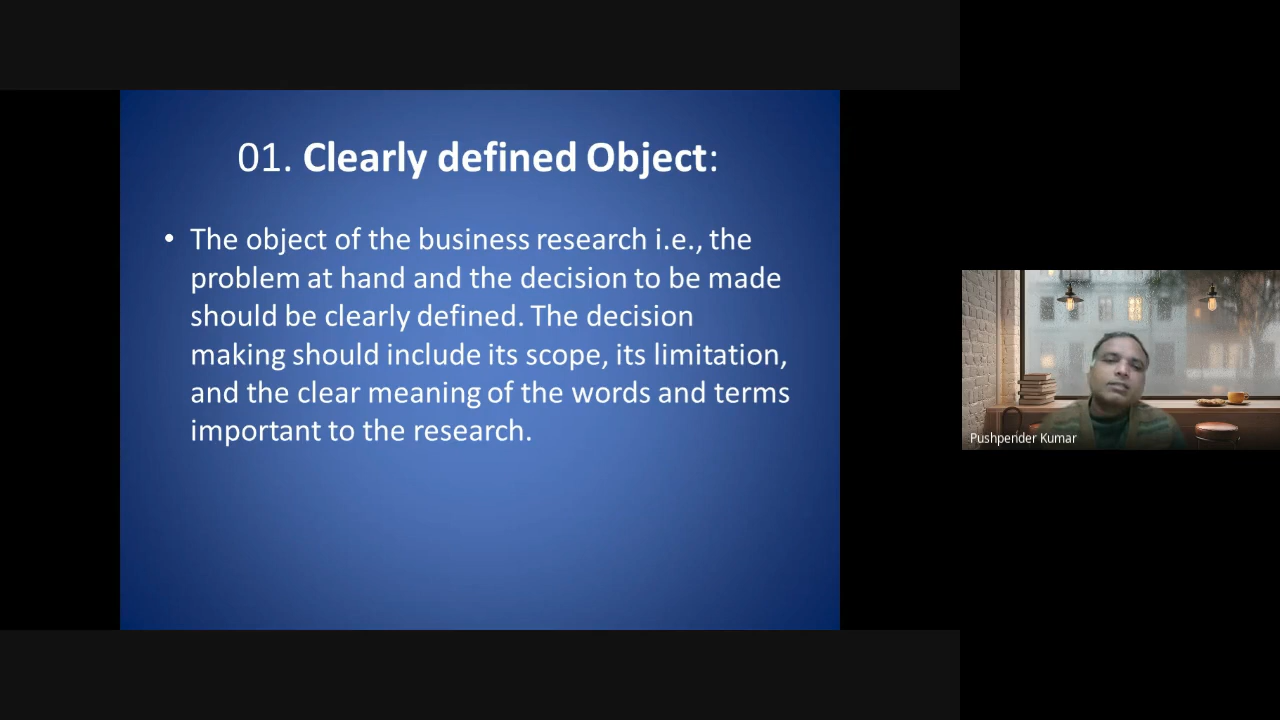 01. Clearly defined Object:
• The object of the business research i.e., the
problem at hand and the decision to be made
should be clearly defined. The decision
making should include its scope, its limitation,
and the clear meaning of the words and terms
important to the research.
Pushpender Kumar